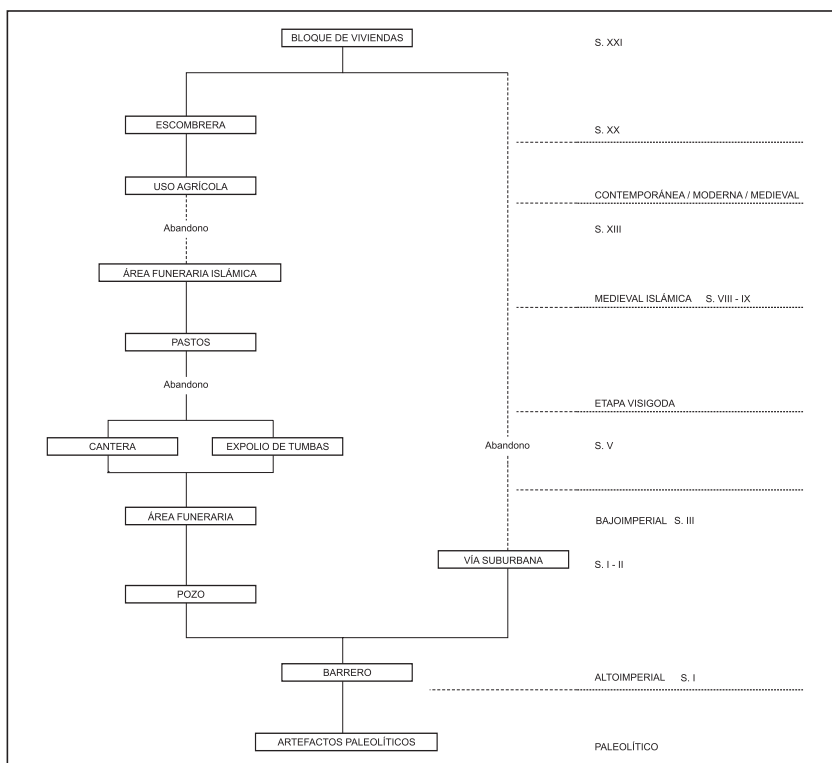 BLOQUE DE VIVIENDAS
S. XXI
ESCOMBRERA
S. XX
USO AGRÍCOLA
CONTEMPORÁNEA / MODERNA / MEDIEVAL
Abandono
S. XIII
ÁREA FUNERARIA ISLÁMICA
MEDIEVAL ISLÁMICA S. VIII - IX
PASTOS
Abandono
ETAPA VISIGODA
CANTERA
EXPOLIO DE TUMBAS
Abandono
S. V
ÁREA FUNERARIA
BAJOIMPERIAL S. III
VÍA SUBURBANA
S. I - II
POZO
BARRERO
ALTOIMPERIAL S. I
ARTEFACTOS PALEOLÍTICOS
PALEOLÍTICO